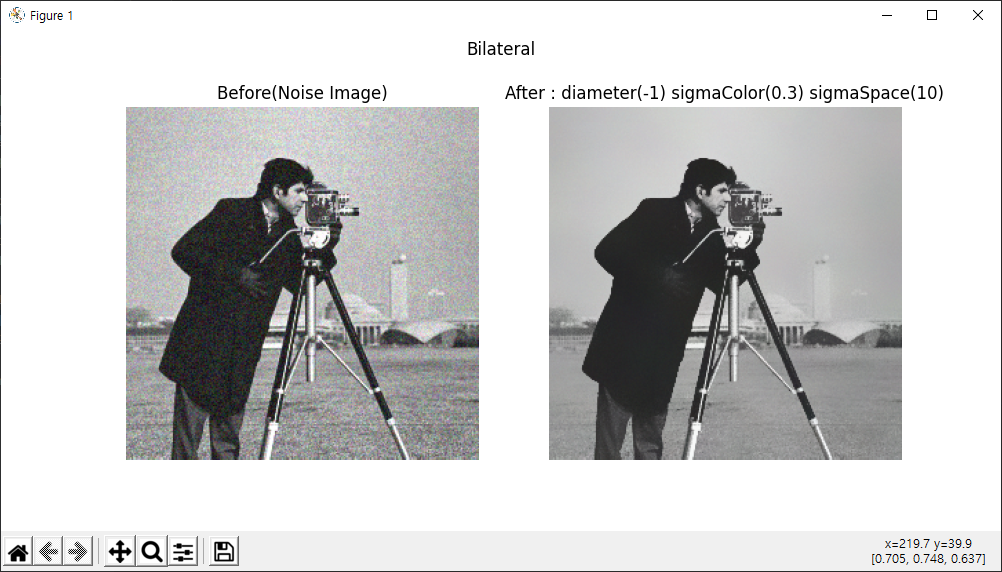 Figure 1
Bilateral
Before(Noise Image)
After : diameter(-1) sigmaColor(0.3) sigmaSpace(10)
x=219.7 y=39.9
[0.705, 0.748, 0.637]